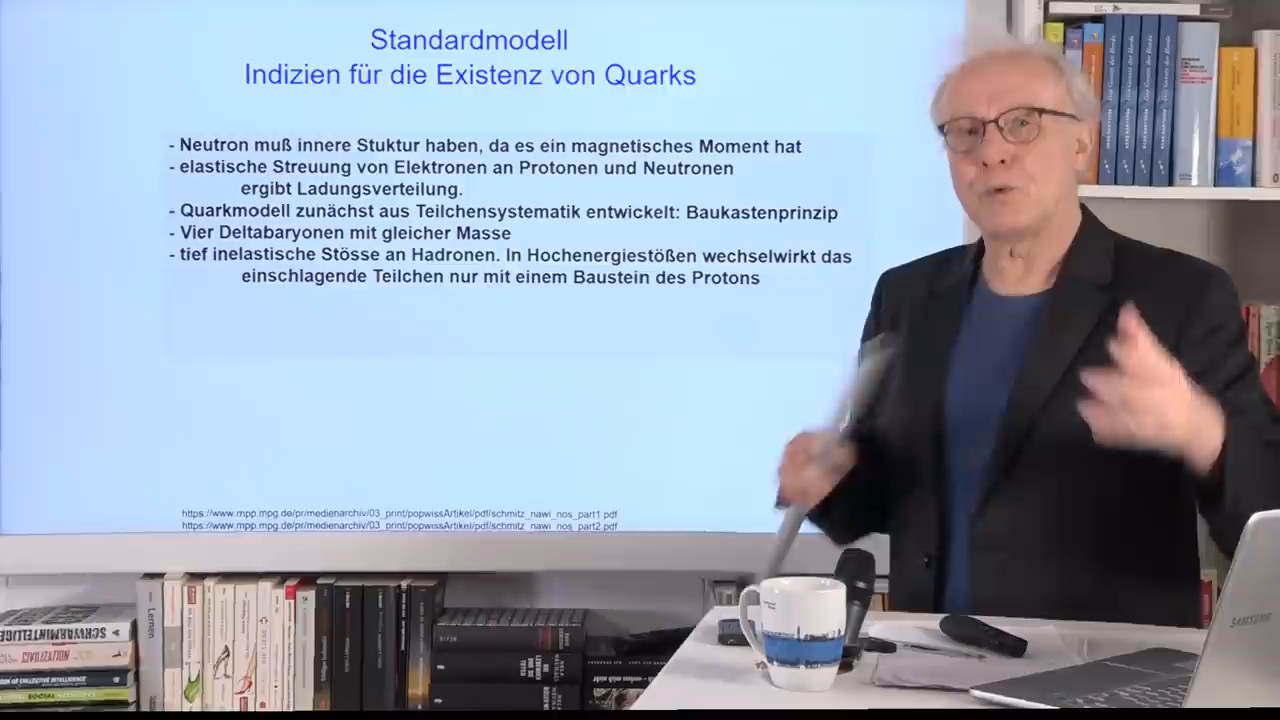 Standardmodell
Indizien für die Existenz von Quarks
- Neutron muß innere Stuktur haben, da es ein magnetisches Moment hat
- elastische Streuung von Elektronen an Protonen und Neutronen
ergibt Ladungsverteilung.
- Quarkmodell zunächst aus Teilchensystematik entwickelt: Baukastenprinzip
- Vier Deltabaryonen mit gleicher Masse
- tief inelastische Stösse an Hadronen. In Hochenergiestößen wechselwirkt das
einschlagende Teilchen nur mit einem Baustein des Protons
https://www.mpp.mpg.de/pr/medienarchiv/03_print/popwissArtikel/pdf/schmitz_nawi_nos_part1.pdf
https://www.mpp.mpg.de/pr/medienarchiv/03_print/popwissArtikel/pdf/schmitz_nawi_nos_part2.pdf
Lernen
CIVILIZATION
SAMSUNG